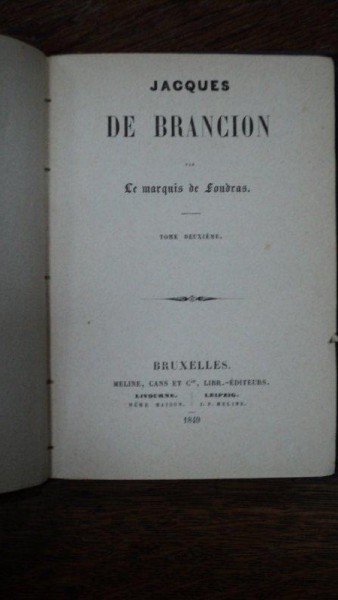 JACQUES
DE BRANCION
PAR
Le marquis de Foudras.
TOME DEUXIÈME.
BRUXELLES.
MELINE, CANS ET Cie, LIBR.-ÉDITEURS.
LIVOURNE. LEIPZIG.
MÊME MAISON. J. P. MELINE.
1849